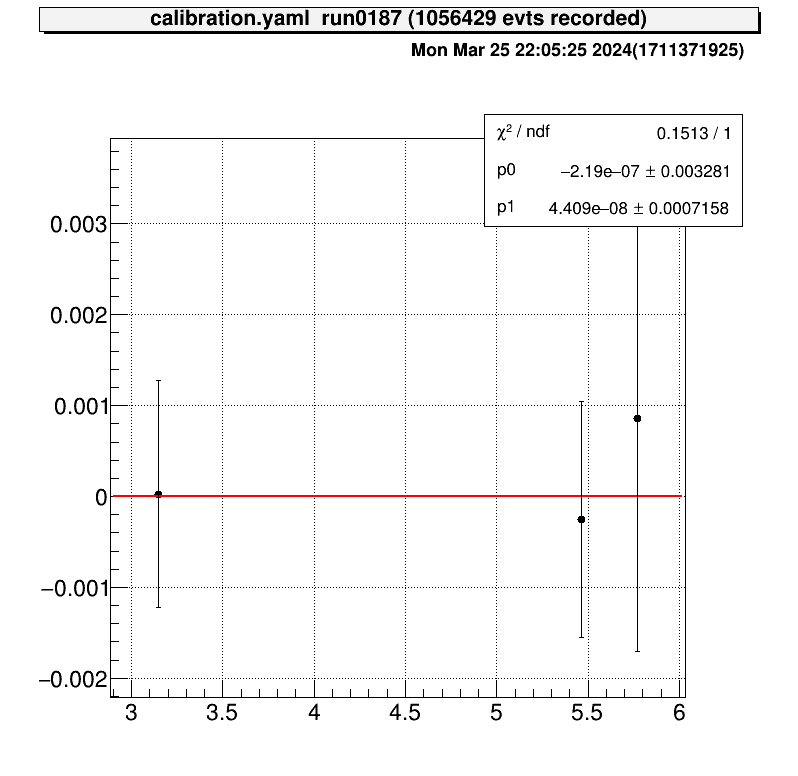 calibration.yaml  run0187 (1056429 evts recorded)
Mon Mar 25 22:05:25 2024(1711371925)
χ² / ndf 0.1513 / 1
p0 −2.19e−07 ± 0.003281
p1 4.409e−08 ± 0.0007158
0.003
0.002
0.001
0
−0.001
−0.002
3 3.5 4 4.5 5 5.5 6